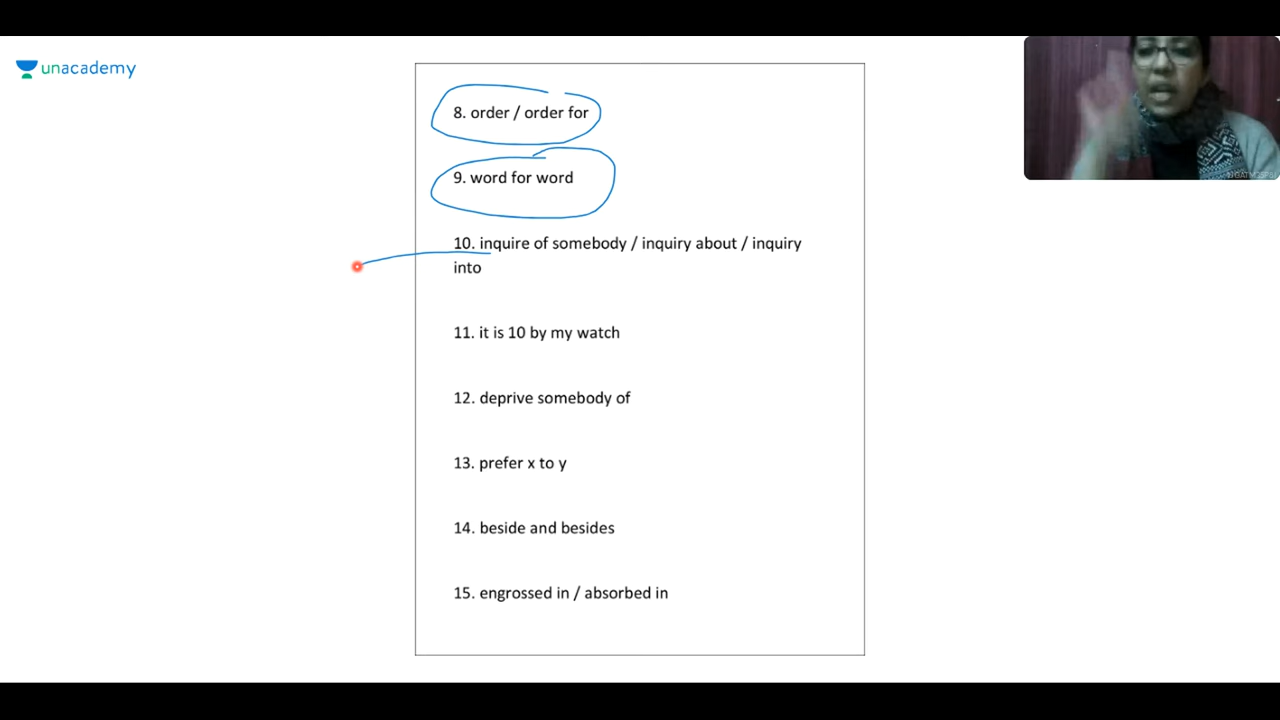 unacademy
8. order / order for
9. word for word
10. inquire of somebody / inquiry about / inquiry
into
11. it is 10 by my watch
12. deprive somebody of
13. prefer x to y
14. beside and besides
15. engrossed in / absorbed in